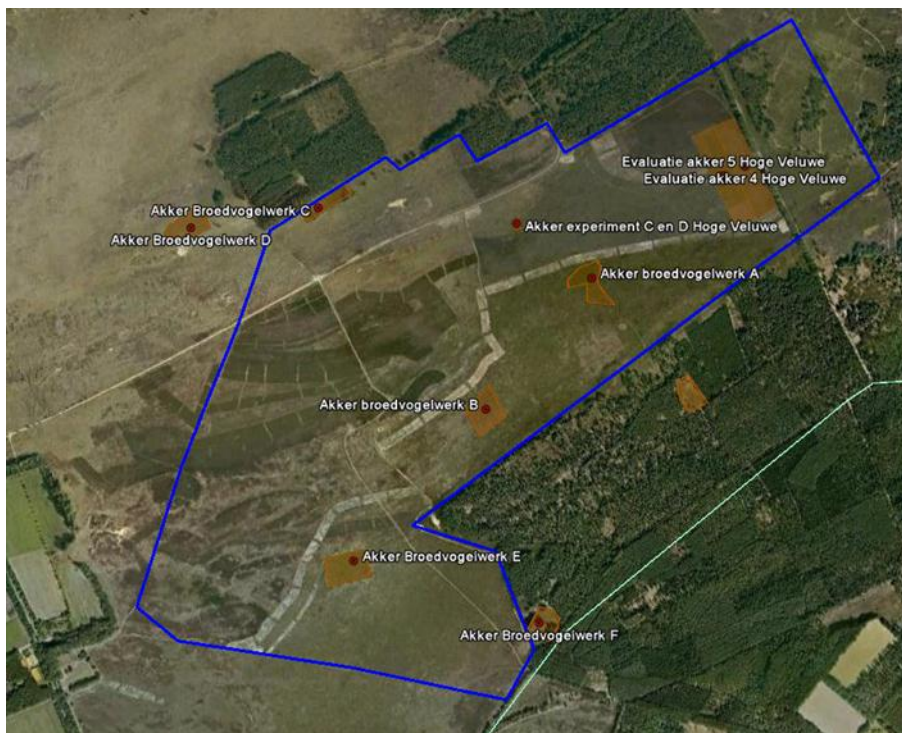 Evaluatie akker 5 Hoge Veluwe
Evaluatie akker 4 Hoge Veluwe
Akker Broedvogelwerk C
Akker experiment C en D Hoge Veluwe
Akker Broedvogelwerk D
Akker broedvogelwerk A
Akker broedvogelwerk B
Akker Broedvogelwerk E
Akker Broedvogelwerk F